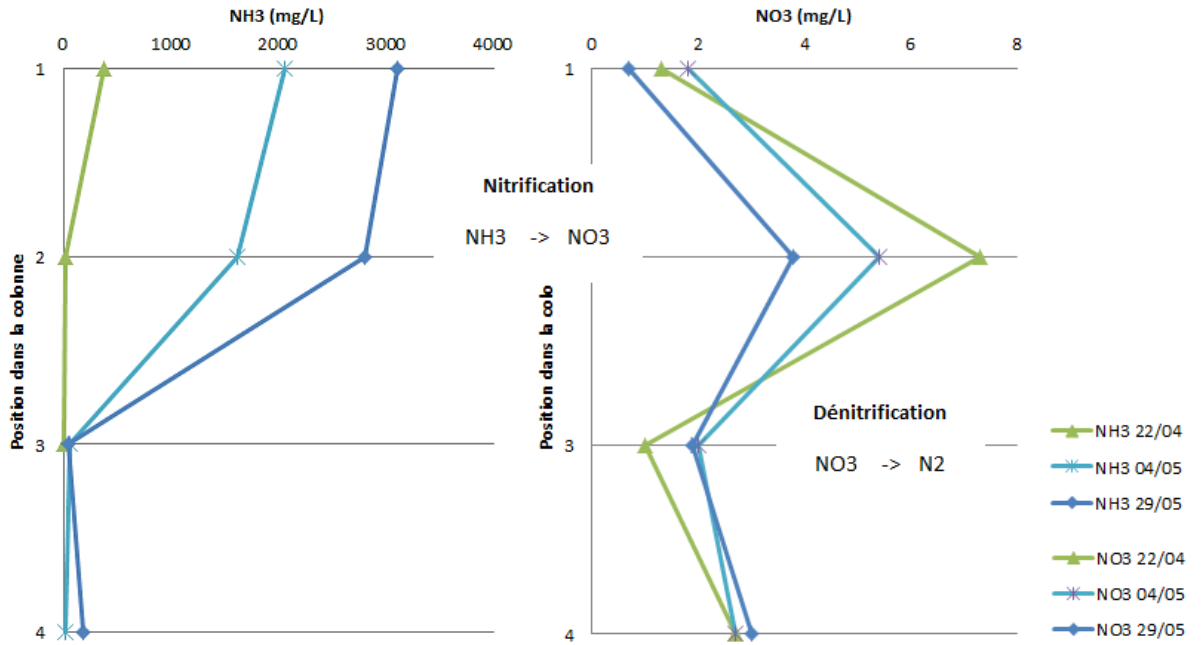 NH3 (mg/L)
0 1000 2000 3000 4000
1
2
3
4
Position dans la colonne
NO3 (mg/L)
0 2 4 6 8
1
3
4
Position dans la colo
Nitrification
NH3 -> NO3
Dénitrification
NO3 -> N2
NH3 22/04
NH3 04/05
NH3 29/05
NO3 22/04
NO3 04/05
NO3 29/05